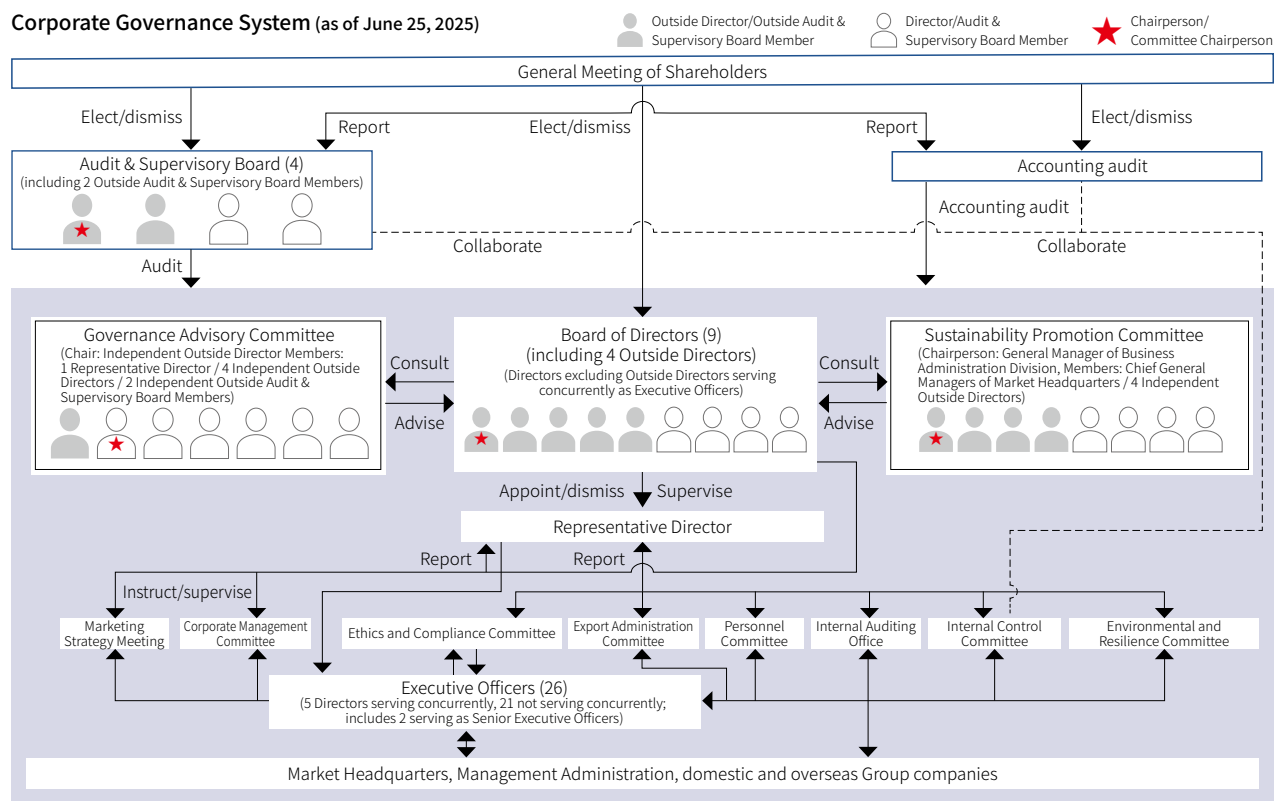 Corporate Governance System (as of June 25, 2025)
Outside Director/Outside Audit &
Supervisory Board Member
Director/Audit &
Supervisory Board Member
Chairperson/
Committee Chairperson
General Meeting of Shareholders
Elect/dismiss
Report
Elect/dismiss
Report
Elect/dismiss
Audit & Supervisory Board (4)
(including 2 Outside Audit & Supervisory Board Members)
Accounting audit
Accounting audit
Collaborate
Collaborate
Audit
Governance Advisory Committee
(Chair: Independent Outside Director Members:
1 Representative Director / 4 Independent Outside
Directors / 2 Independent Outside Audit &
Supervisory Board Members)
Consult
Advise
Board of Directors (9)
(including 4 Outside Directors)
(Directors excluding Outside Directors serving
concurrently as Executive Officers)
Consult
Advise
Sustainability Promotion Committee
(Chairperson: General Manager of Business
Administration Division, Members: Chief General
Managers of Market Headquarters / 4 Independent
Outside Directors)
Appoint/dismiss
Supervise
Representative Director
Report
Report
Instruct/supervise
Marketing
Strategy Meeting
Corporate Management
Committee
Ethics and Compliance Committee
Export Administration
Committee
Personnel
Committee
Internal Auditing
Office
Internal Control
Committee
Environmental and
Resilience Committee
Executive Officers (26)
(5 Directors serving concurrently, 21 not serving concurrently;
includes 2 serving as Senior Executive Officers)
Market Headquarters, Management Administration, domestic and overseas Group companies